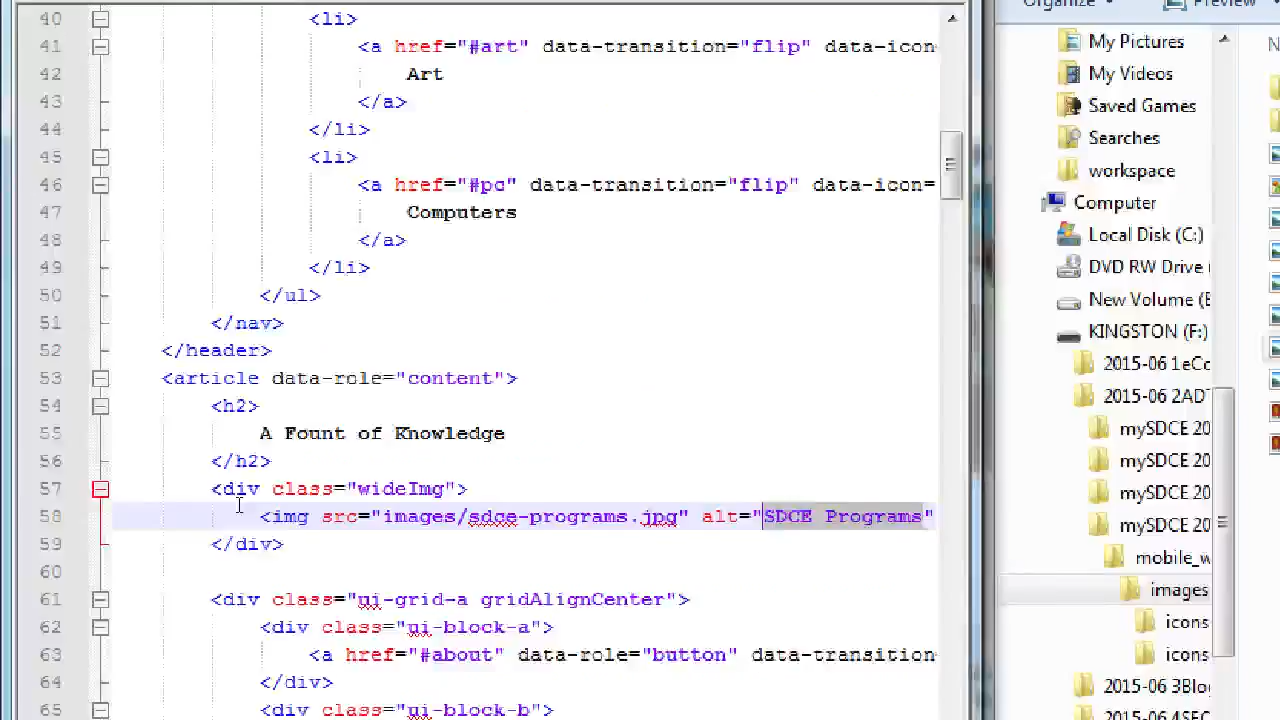 40 <li>
41 <a href="#art" data-transition="flip" data-icon
42 Art
43 </a>
44 </li>
45 <li>
46 <a href="#pc" data-transition="flip" data-icon=
47 Computers
48 </a>
49 </li>
50 </ul>
51 </nav>
52 </header>
53 <article data-role="content">
54 <h2>
55 A Fount of Knowledge
56 </h2>
57 <div class="wideImg">
58 <img src="images/sdce-programs.jpg" alt="SDCE Programs"
59 </div>
60
61 <div class="ui-grid-a gridAlignCenter">
62 <div class="ui-block-a">
63 <a href="#about" data-role="button" data-transition
64 </div>
65 <div class="ui-block-b">
Organize
Preview
My Pictures
My Videos
Saved Games
Searches
workspace
Computer
Local Disk (C:)
DVD RW Drive (
New Volume (E
KINGSTON (F:)
2015-06 1eCo
2015-06 2AD
mySDCE 20
mySDCE 20
mySDCE 20
mySDCE 20
mobile_w
images
icons
icons
2015-06 3Blog
2015-06 4SEC